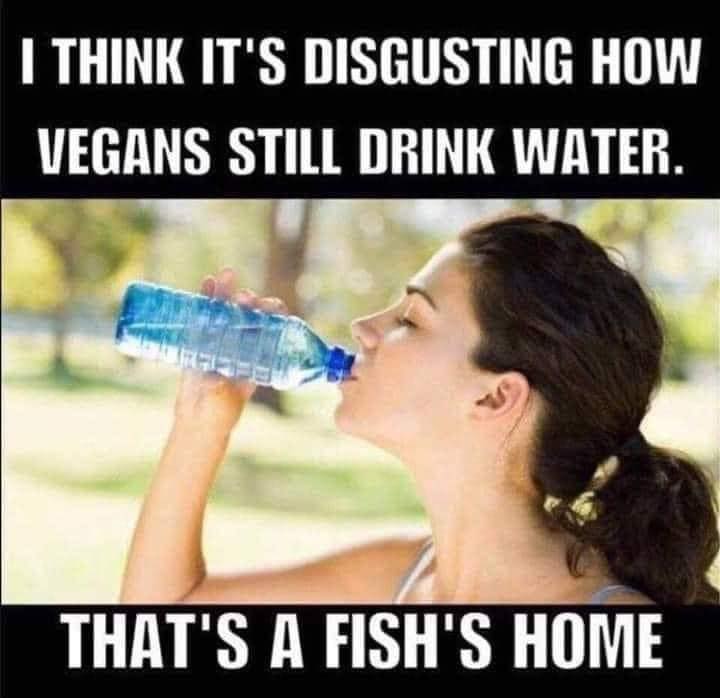 I THINK IT'S DISGUSTING HOW
VEGANS STILL DRINK WATER.
THAT'S A FISH'S HOME